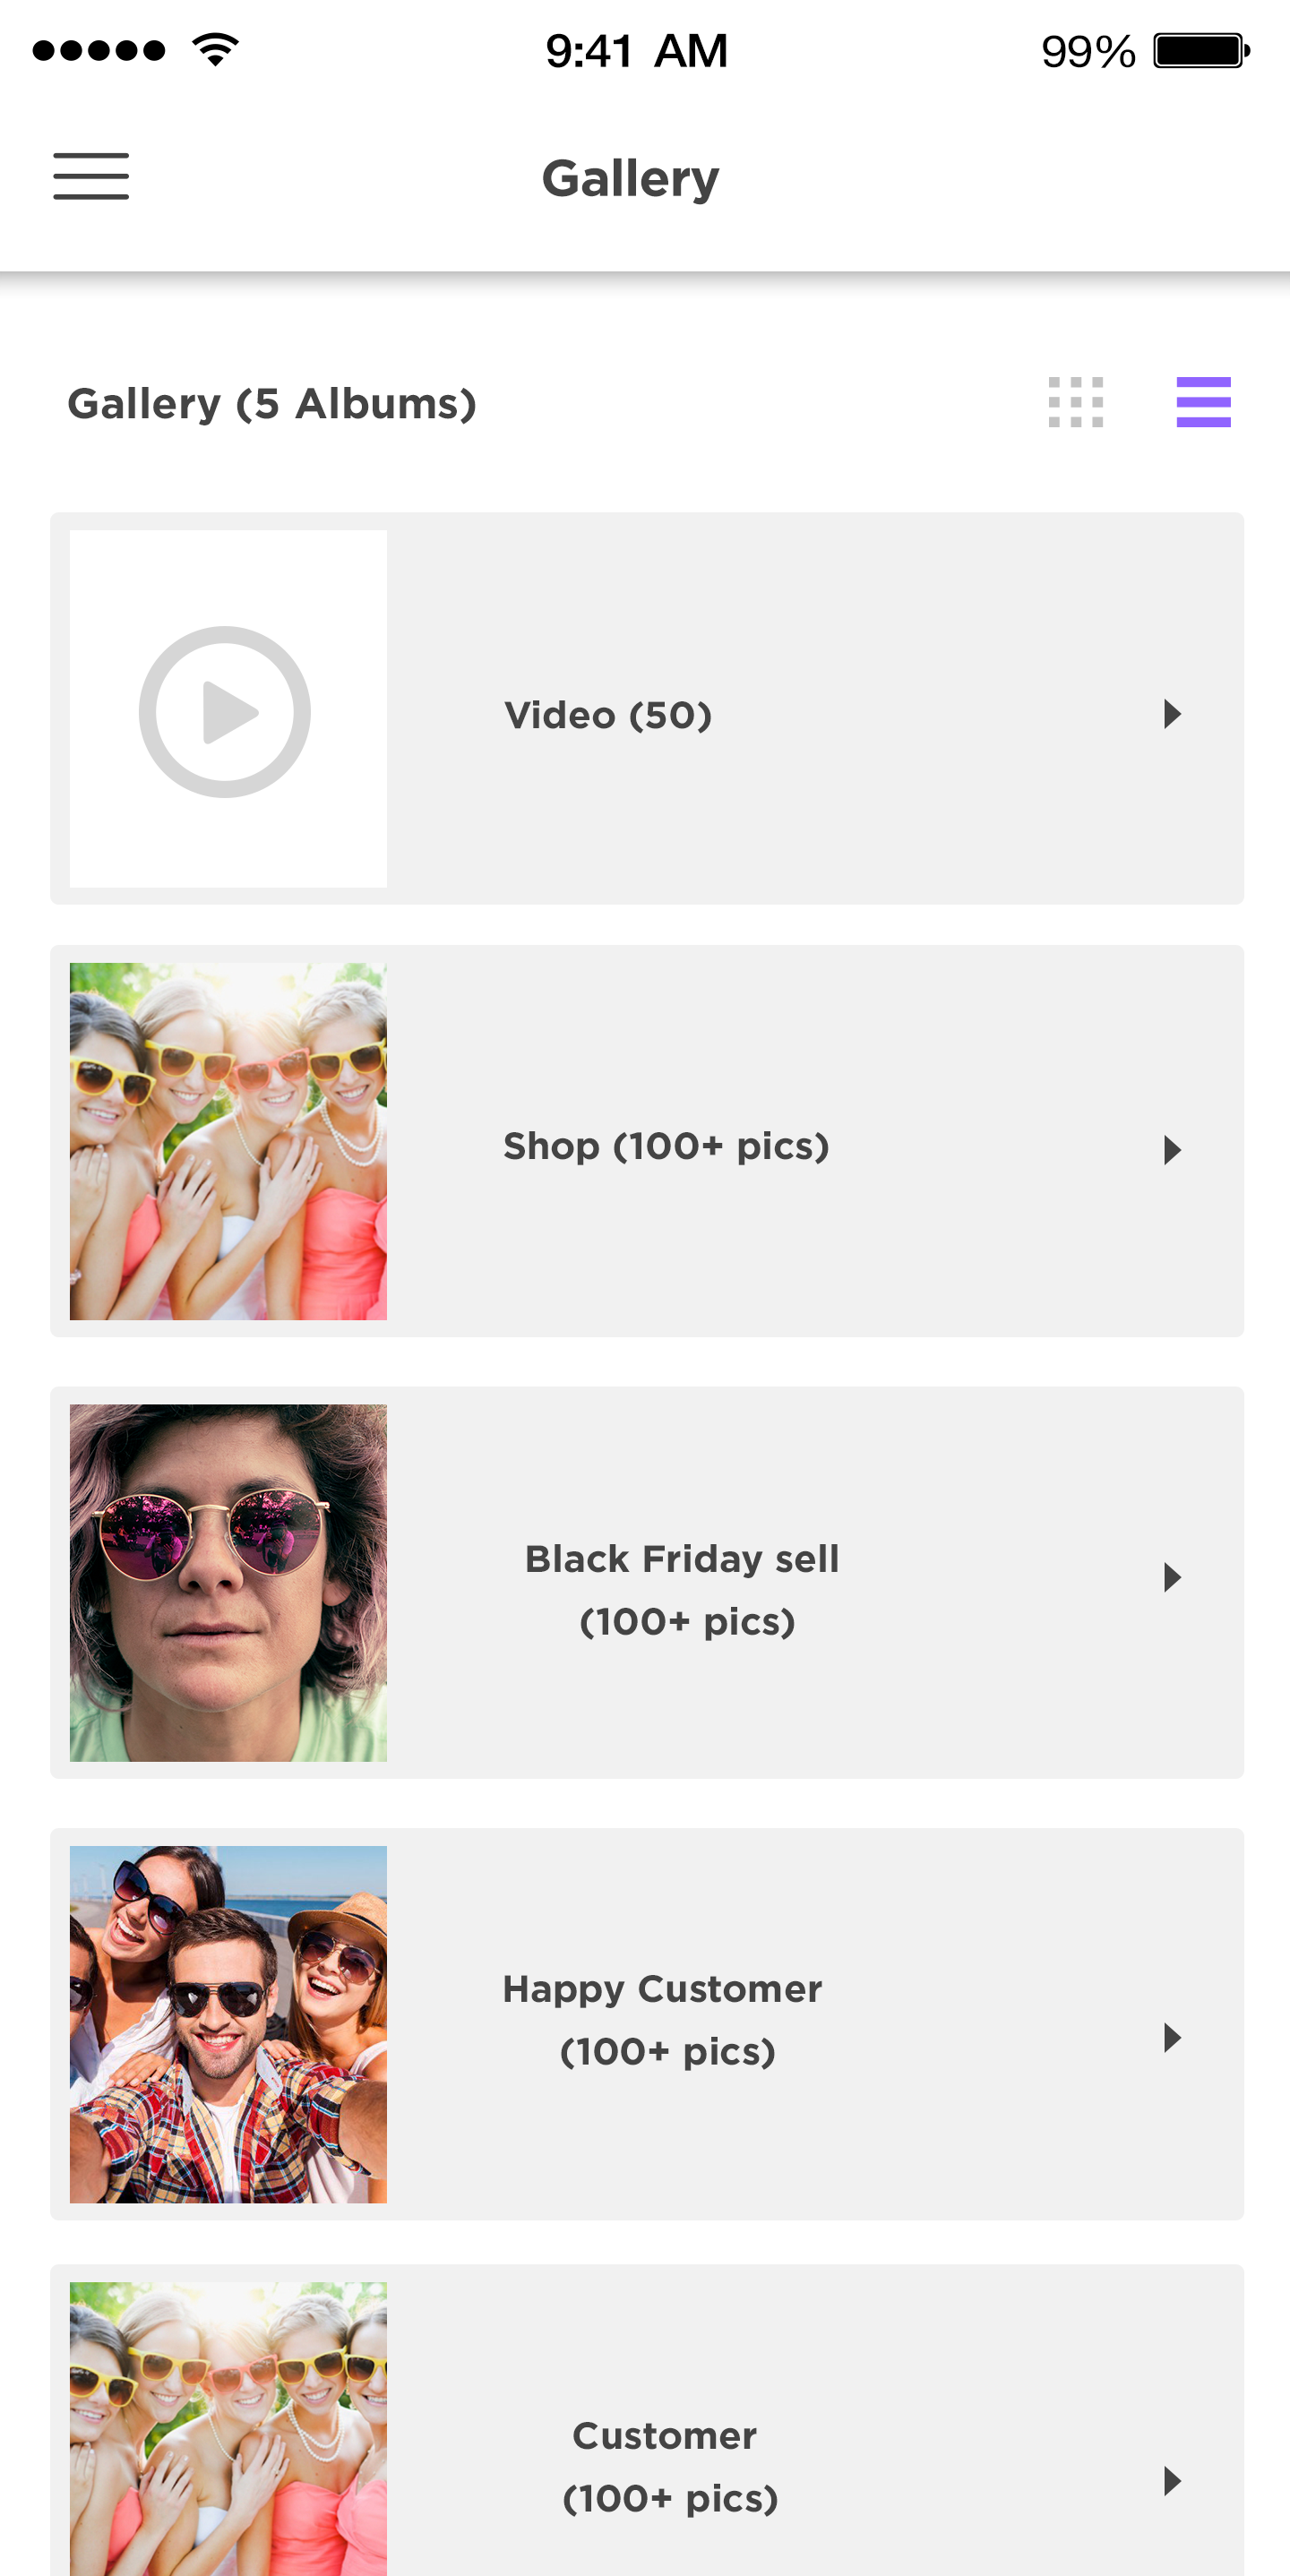 9:41 AM
99%
Gallery
Gallery (5 Albums)
Video (50)
Shop (100+ pics)
Black Friday sell
(100+ pics)
Happy Customer
(100+ pics)
Customer
(100+ pics)